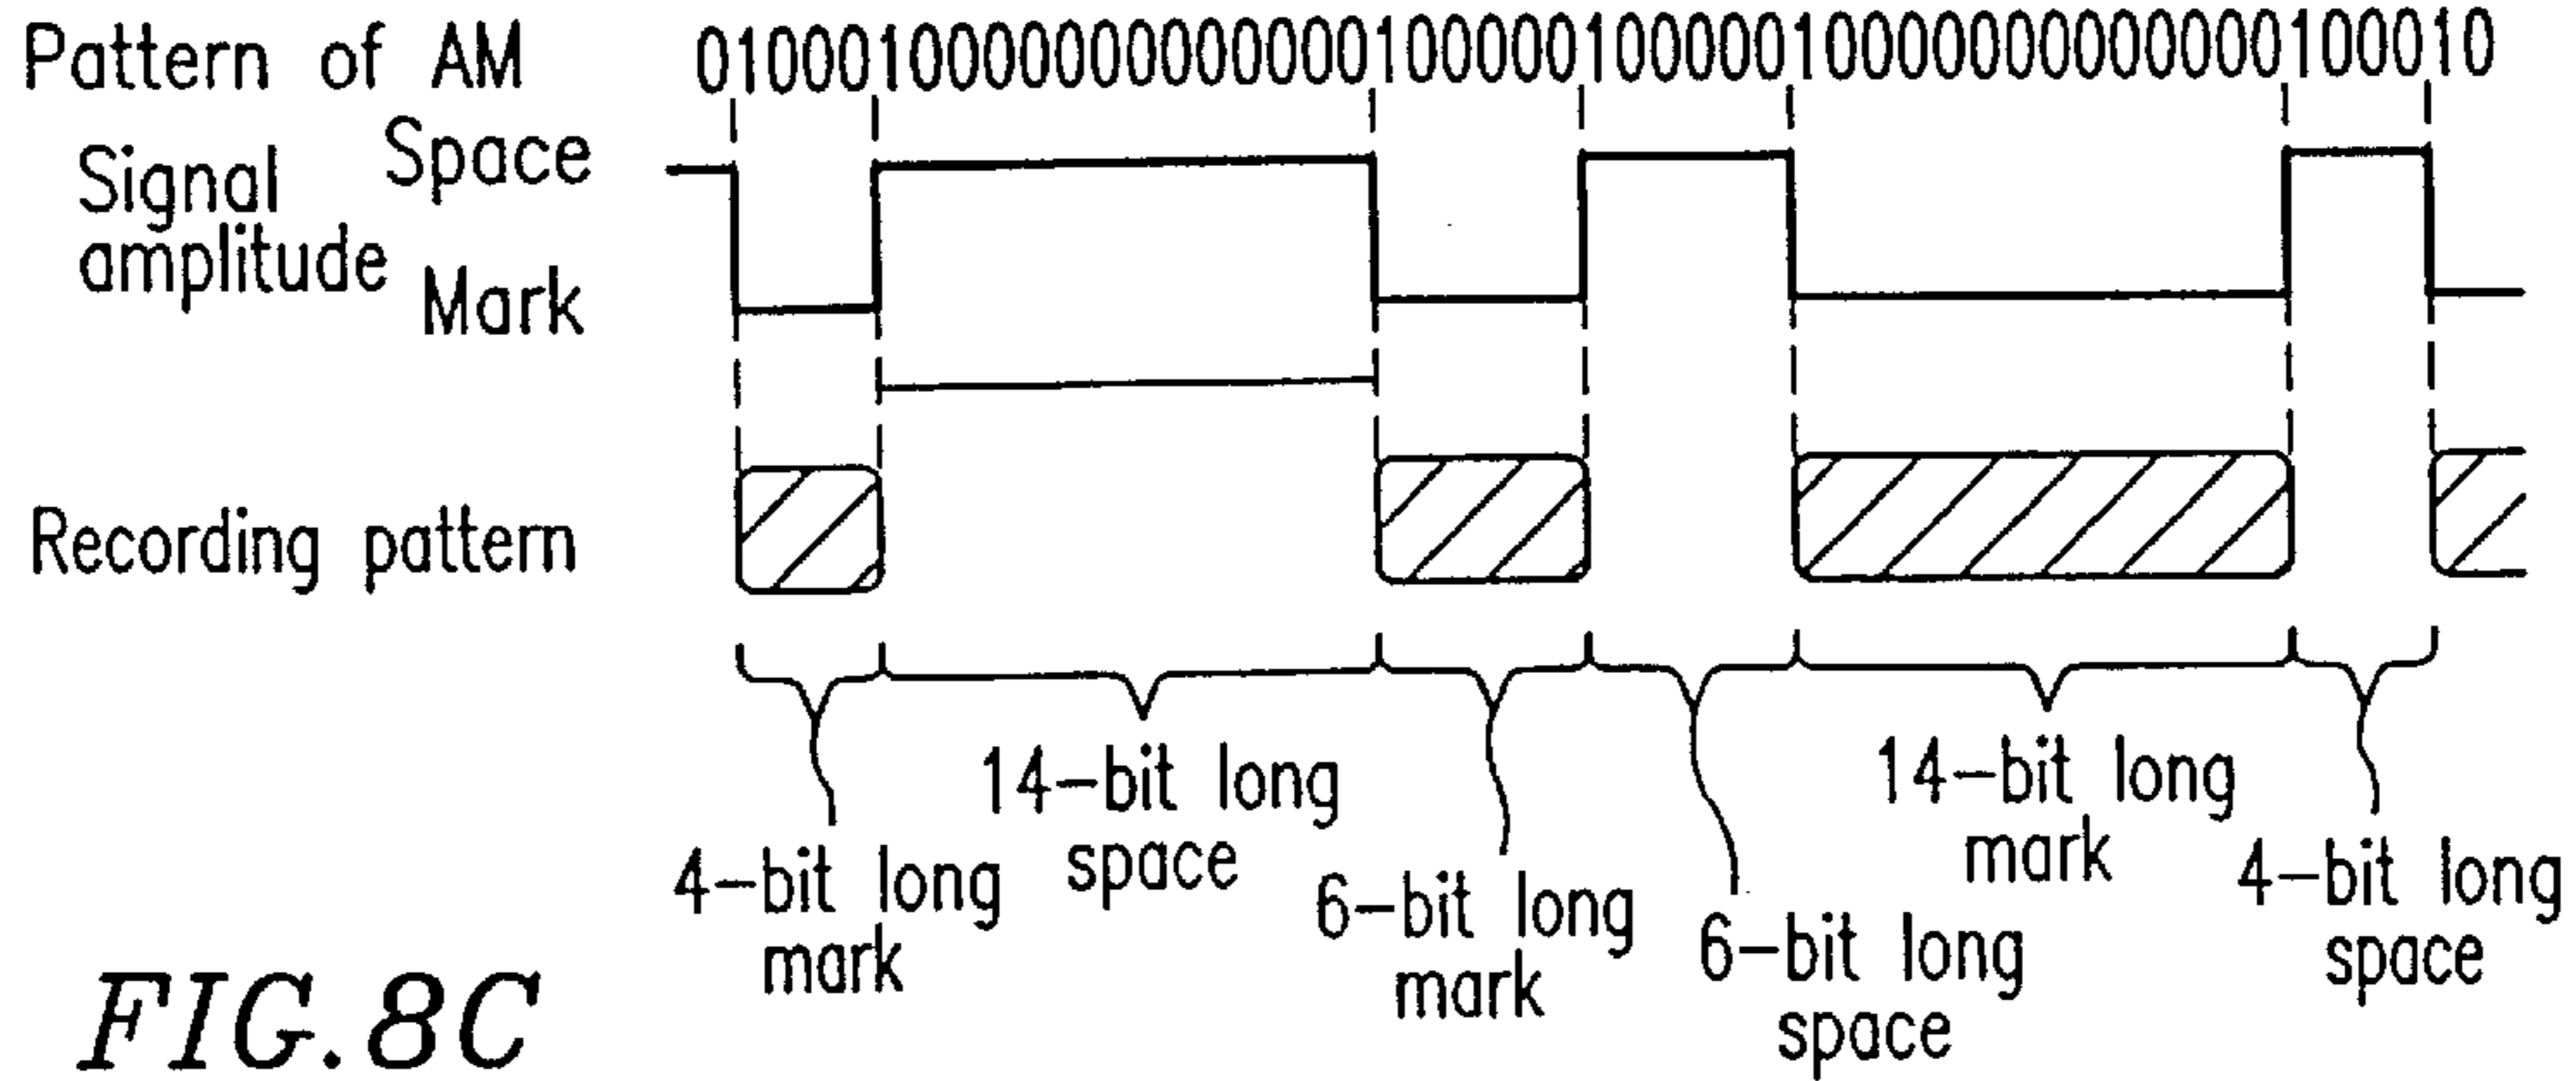 Pattern of AM 010001000000000000010000010000010000000000000100010
Signal amplitude
Space
Mark
Recording pattern
14-bit long
space
14-bit long
mark
4-bit long
mark
6-bit long
mark
6-bit long
space
4-bit long
space
FIG.8C